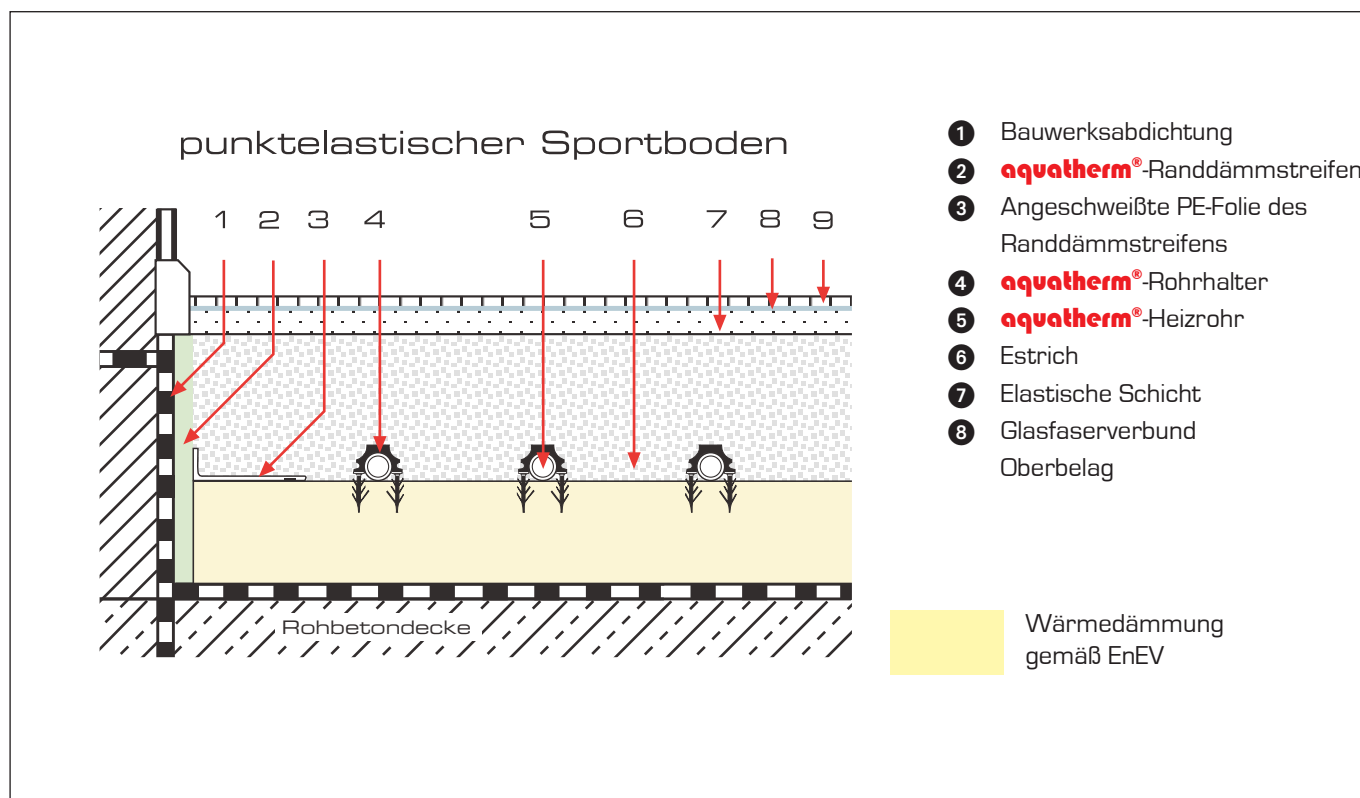 punktelastischer Sportboden
1 2 3 4 5 6 7 8 9
Rohbetondecke
1 Bauwerksabdichtung
2 aquatherm®-Randdämmstreifen
3 Angeschweißte PE-Folie des
Randdämmstreifens
4 aquatherm®-Rohrhalter
5 aquatherm®-Heizrohr
6 Estrich
7 Elastische Schicht
8 Glasfaserverbund
Oberbelag
Wärmedämmung
gemäß EnEV